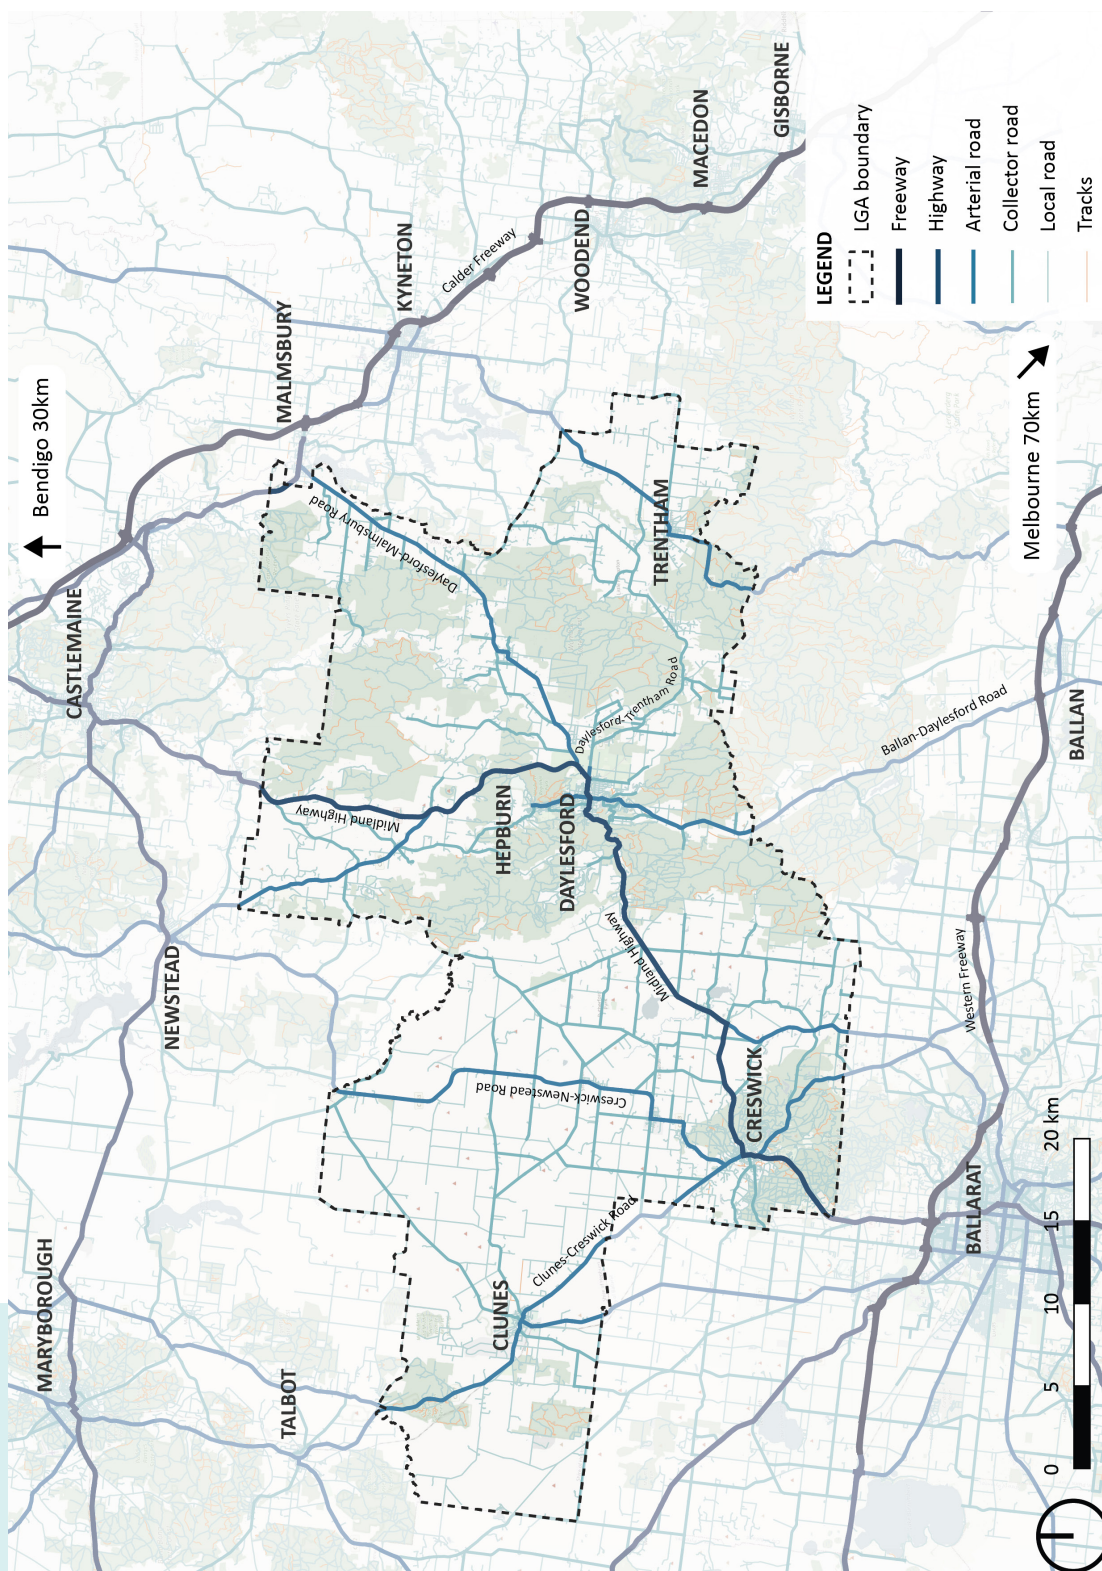 Bendigo 30km
MARYBOROUGH
CASTLEMAINE
NEWSTEAD
TALBOT
MALMSBURY
KYNETON
Calder Freeway
WOODEND
MACEDON
GISBORNE
Daylesford-Malmsbury Road
Midland Highway
HEPBURN
DAYLESFORD
Daylesford-Trentham Road
TRENTHAM
CLUNES
Clunes-Creswick Road
Creswick-Newstead Road
Midland Highway
CRESWICK
Ballan-Daylesford Road
Western Freeway
BALLARAT
BALLAN
Melbourne 70km
LEGEND
LGA boundary
Freeway
Highway
Arterial road
Collector road
Local road
Tracks
0 5 10 15 20 km